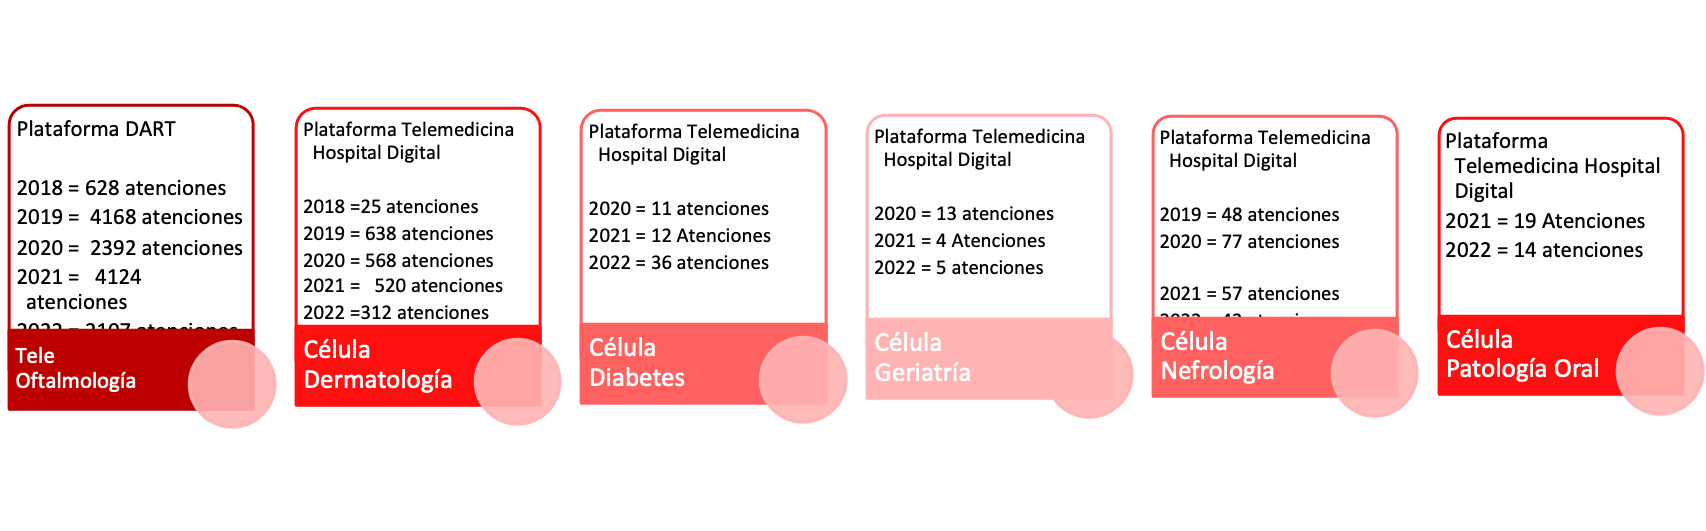 Plataforma DART
2018 = 628 atenciones
2019 =  4168 atenciones
2020 =  2392 atenciones
2021 =   4124
atenciones
Tele
Oftalmología
Plataforma Telemedicina
Hospital Digital
2018 =25 atenciones
2019 = 638 atenciones
2020 = 568 atenciones
2021 =   520 atenciones
2022 =312 atenciones
Célula
Dermatología
Plataforma Telemedicina
Hospital Digital
2020 = 11 atenciones
2021 = 12 Atenciones
2022 = 36 atenciones
Célula
Diabetes
Plataforma Telemedicina
Hospital Digital
2020 = 13 atenciones
2021 = 4 Atenciones
2022 = 5 atenciones
Célula
Geriatría
Plataforma Telemedicina
Hospital Digital
2019 = 48 atenciones
2020 = 77 atenciones
2021 = 57 atenciones
Célula
Nefrología
Plataforma
Telemedicina Hospital
Digital
2021 = 19 Atenciones
2022 = 14 atenciones
Célula
Patología Oral